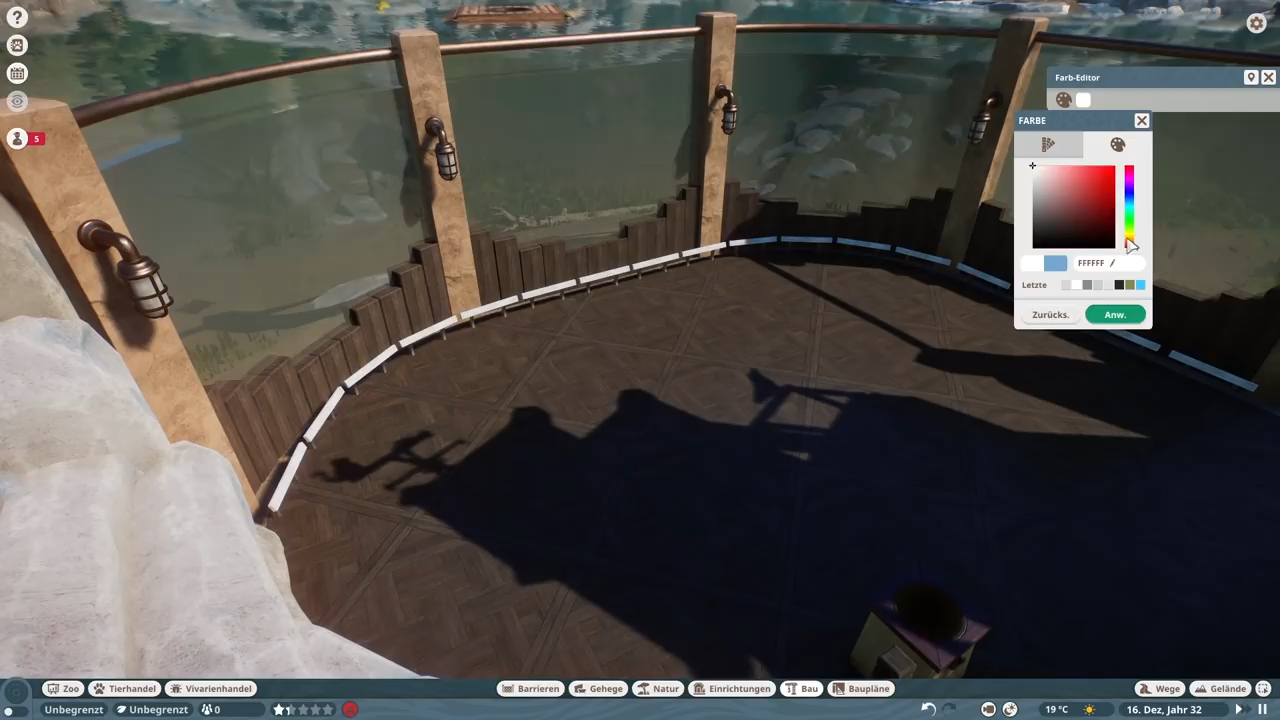 ?
5
Farb-Editor
FARBE
FFFFFF
Letzte
Zurücks. Anw.
Zoo Tierhandel Vivarienhandel Barrieren Gehege Natur Einrichtungen Bau Baupläne Wege Gelände
Unbegrenzt Unbegrenzt 0 19 °C 16. Dez, Jahr 32